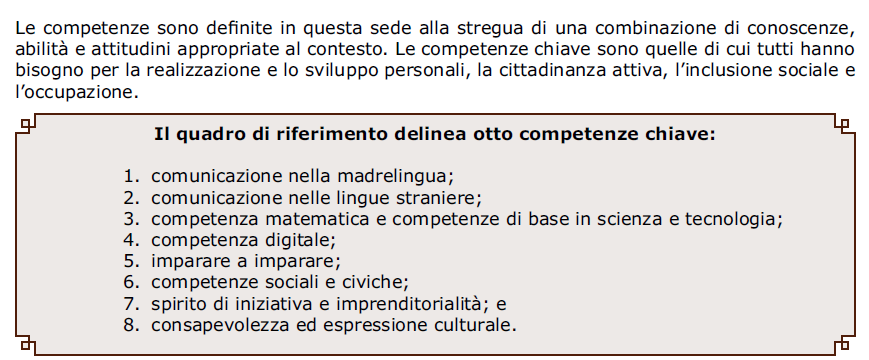 Le competenze sono definite in questa sede alla stregua di una combinazione di conoscenze,
abilità e attitudini appropriate al contesto. Le competenze chiave sono quelle di cui tutti hanno
bisogno per la realizzazione e lo sviluppo personali, la cittadinanza attiva, l’inclusione sociale e
l’occupazione.
Il quadro di riferimento delinea otto competenze chiave:
1. comunicazione nella madrelingua;
2. comunicazione nelle lingue straniere;
3. competenza matematica e competenze di base in scienza e tecnologia;
4. competenza digitale;
5. imparare a imparare;
6. competenze sociali e civiche;
7. spirito di iniziativa e imprenditorialità; e
8. consapevolezza ed espressione culturale.